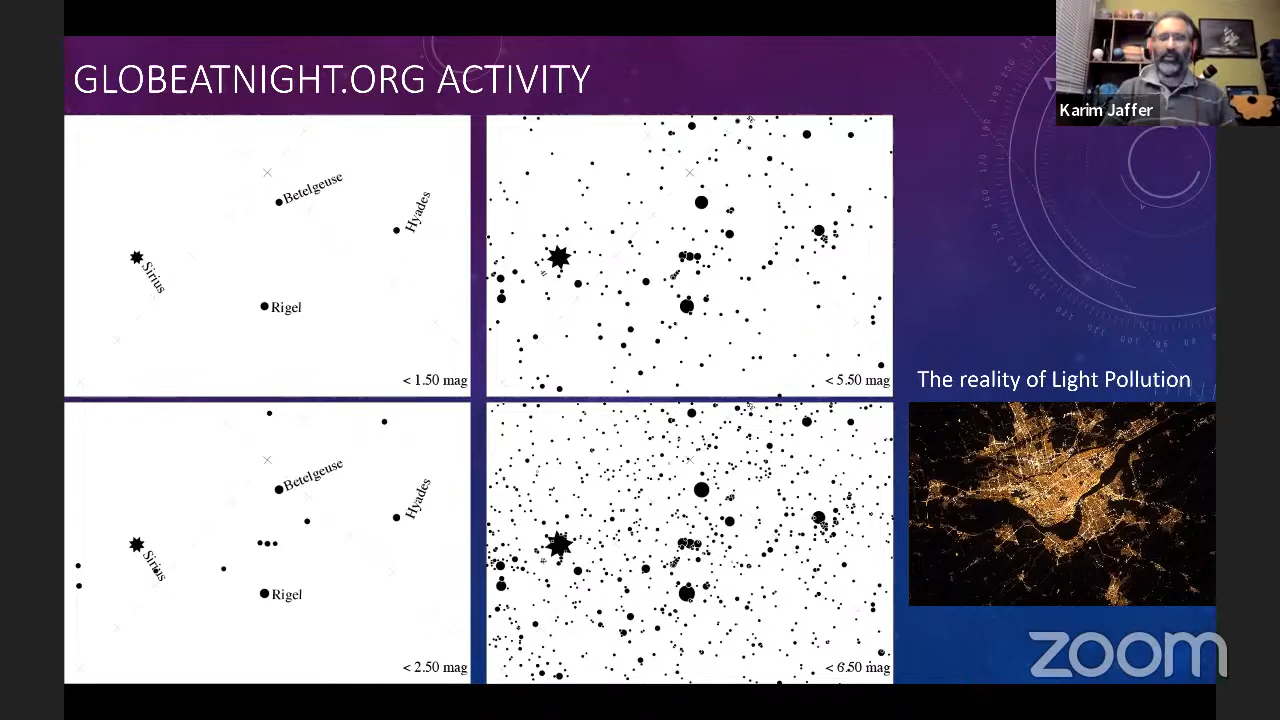 GLOBEATNIGHT.ORG ACTIVITY
Karim Jaffer
Betelgeuse
Hyades
Sirius
Rigel
< 1.50 mag
< 5.50 mag
Betelgeuse
Hyades
Sirius
Rigel
< 2.50 mag
< 6.50 mag
The reality of Light Pollution
zoom